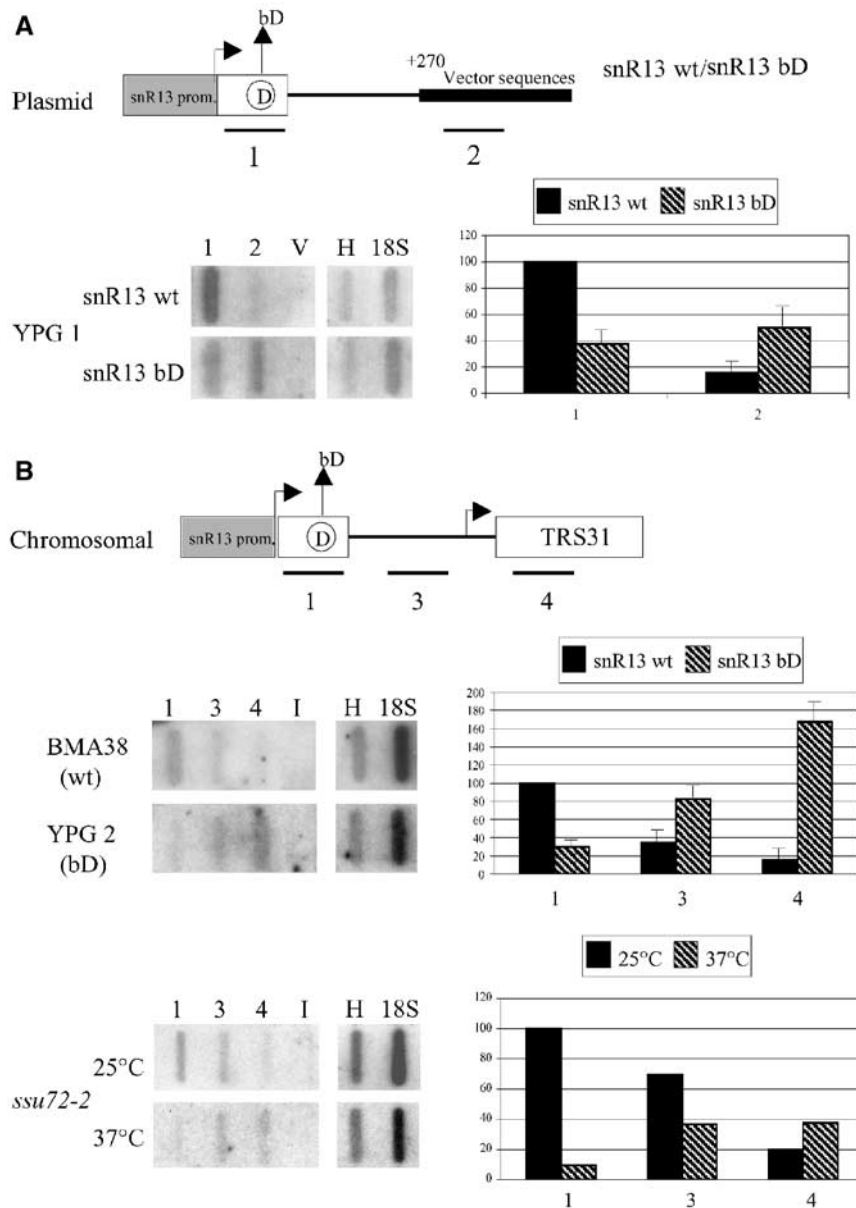 A
bD
+270
Vector sequences
snR13 wt/snR13 bD
Plasmid
snR13 prom.
D
1
2
snR13 wt
snR13 bD
1 2 V H 18S
YPG 1
snR13 wt
snR13 bD
120
100
80
60
40
20
0
1
2
B
bD
Chromosomal
snR13 prom.
D
TRS31
1
3
4
snR13 wt
snR13 bD
1 3 4 I H 18S
BMA38
(wt)
YPG 2
(bD)
200
180
160
140
120
100
80
60
40
20
0
1
3
4
25°C
37°C
1 3 4 I H 18S
ssu72-2
25°C
37°C
120
100
80
60
40
20
0
1
3
4